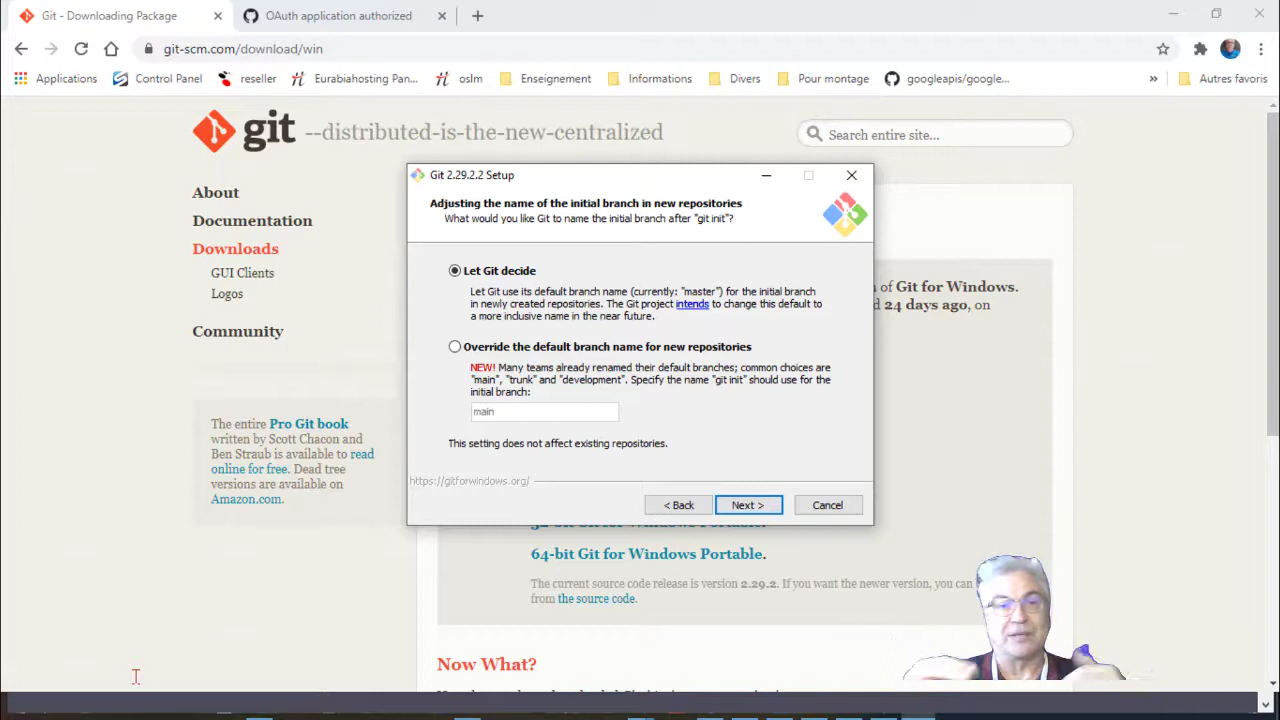 Git - Downloading Package
OAuth application authorized
git-scm.com/download/win
Applications
Control Panel
reseller
Eurabiahosting Pan...
oslm
Enseignement
Informations
Divers
Pour montage
googleapis/google...
»
Autres favoris
git --distributed-is-the-new-centralized
Search entire site...
About
Documentation
Downloads
GUI Clients
Logos
Community
The entire Pro Git book
written by Scott Chacon and
Ben Straub is available to read
online for free. Dead tree
versions are available on
Amazon.com.
Git 2.29.2.2 Setup
Adjusting the name of the initial branch in new repositories
What would you like Git to name the initial branch after "git init"?
Let Git decide
Let Git use its default branch name (currently: "master") for the initial branch
in newly created repositories. The Git project intends to change this default to
a more inclusive name in the near future.
Override the default branch name for new repositories
NEW! Many teams already renamed their default branches; common choices are
"main", "trunk" and "development". Specify the name "git init" should use for the
initial branch:
main
This setting does not affect existing repositories.
https://gitforwindows.org/
< Back
Next >
Cancel
of Git for Windows.
24 days ago, on
64-bit Git for Windows Portable.
The current source code release is version 2.29.2. If you want the newer version, you can
from the source code.
Now What?